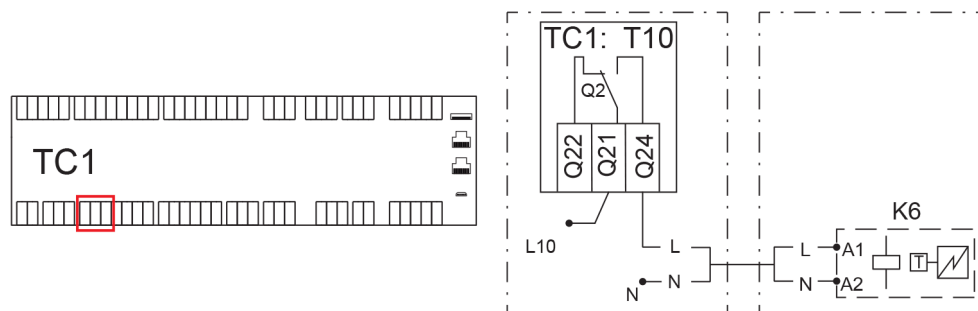 TC1
TC1: T10
Q2
Q22 Q21 Q24
L10
L
N
N
K6
L A1
T
N A2